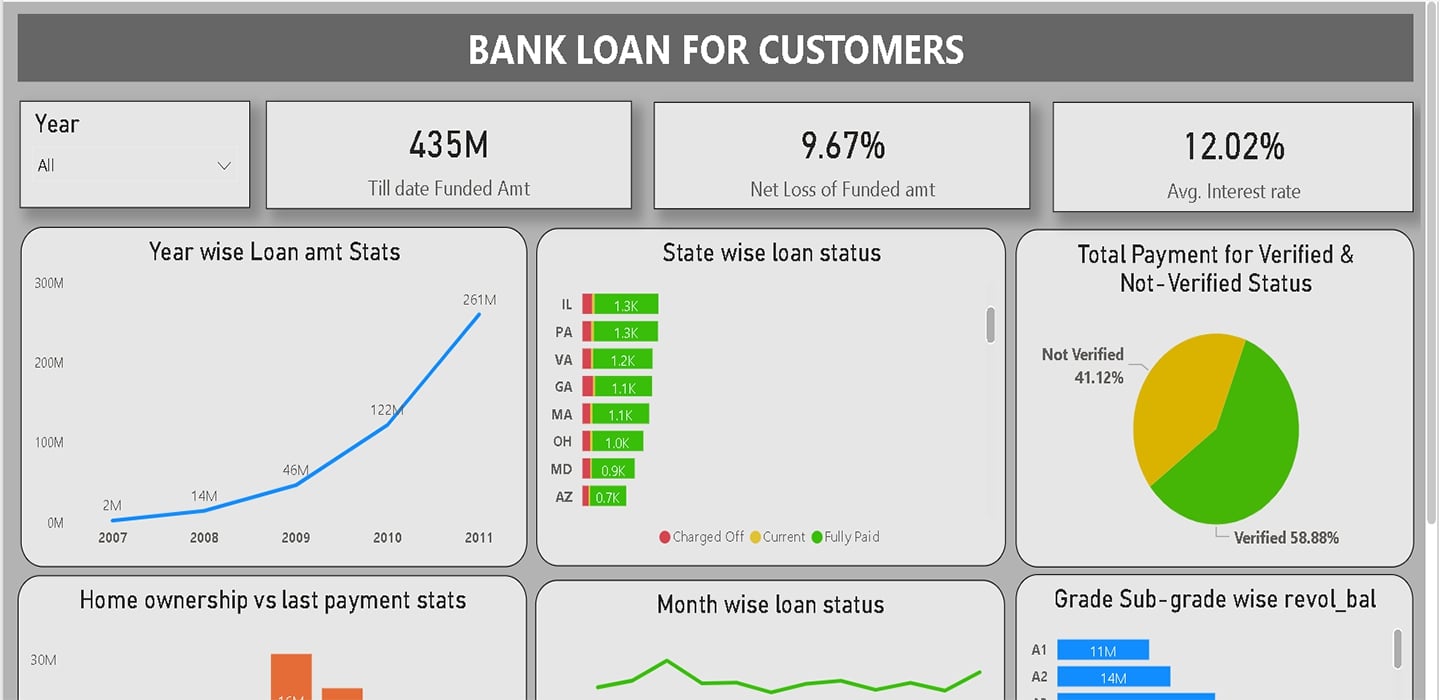 BANK LOAN FOR CUSTOMERS
Year
All
435M
Till date Funded Amt
9.67%
Net Loss of Funded amt
12.02%
Avg. Interest rate
Year wise Loan amt Stats
300M
200M
100M
0M
2M
14M
46M
122M
261M
2007 2008 2009 2010 2011
State wise loan status
IL 1.3K
PA 1.3K
VA 1.2K
GA 1.1K
MA 1.1K
OH 1.0K
MD 0.9K
AZ 0.7K
Charged Off Current Fully Paid
Total Payment for Verified &
Not-Verified Status
Not Verified
41.12%
Verified 58.88%
Home ownership vs last payment stats
30M
Month wise loan status
Grade Sub-grade wise revol_bal
A1 11M
A2 14M